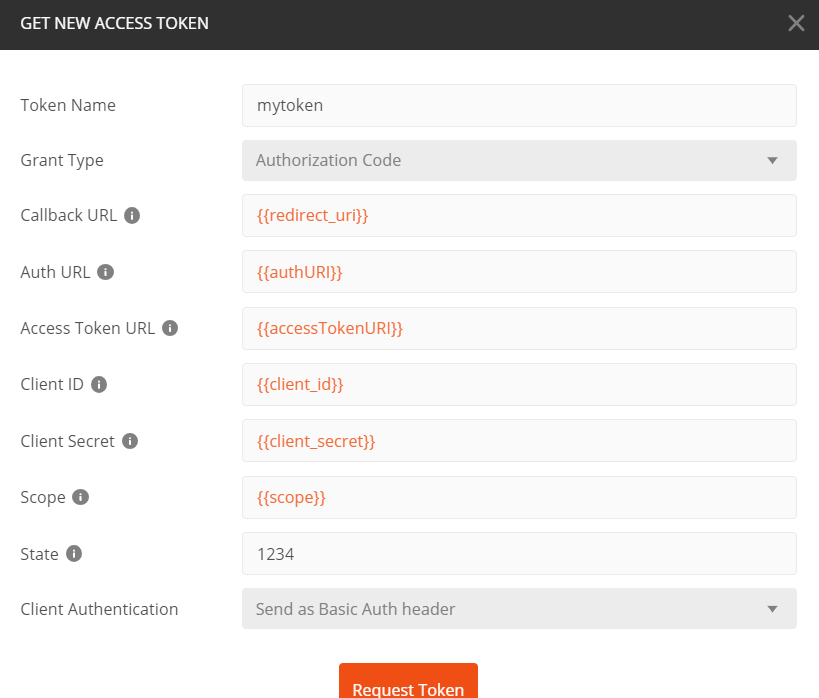 GET NEW ACCESS TOKEN
Token Name mytoken
Grant Type Authorization Code
Callback URL {{redirect_uri}}
Auth URL {{authURI}}
Access Token URL {{accessTokenURI}}
Client ID {{client_id}}
Client Secret {{client_secret}}
Scope {{scope}}
State 1234
Client Authentication Send as Basic Auth header
Request Token